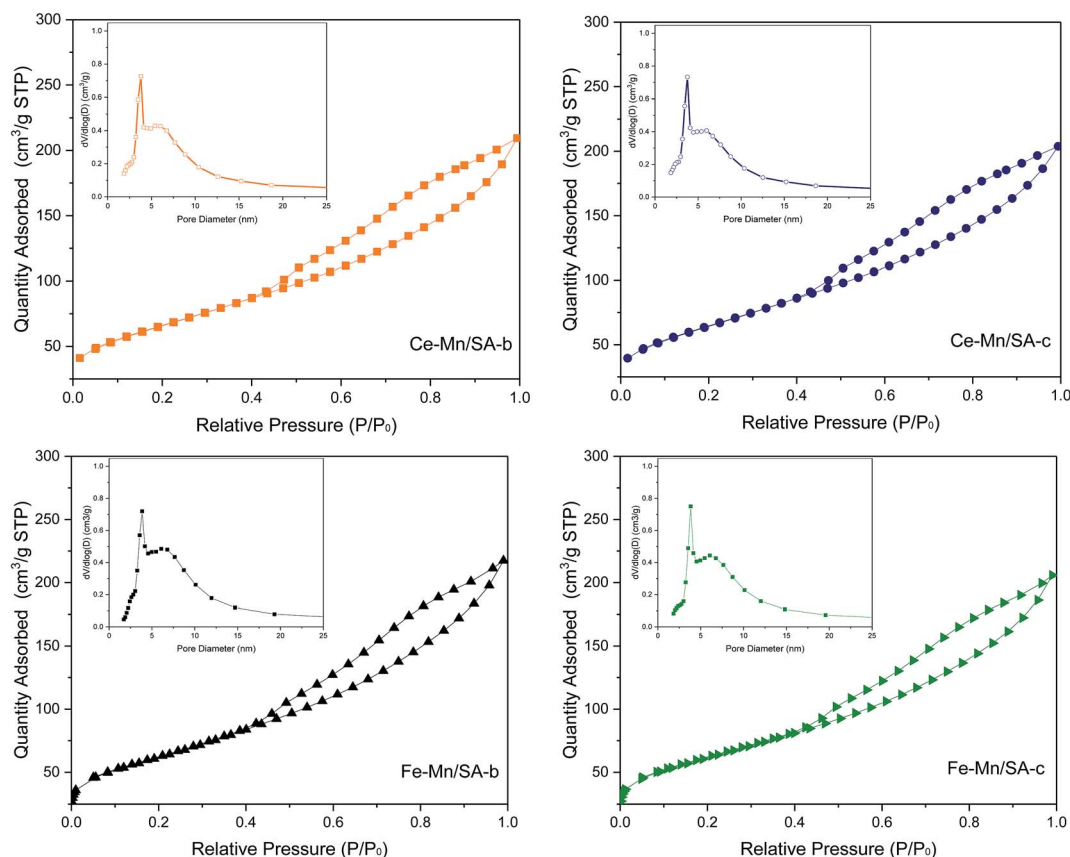 300
250
200
150
100
50
Quantity Adsorbed (cm³/g STP)
0.0 0.2 0.4 0.6 0.8 1.0
Relative Pressure (P/P₀)
Ce-Mn/SA-b
1.0
0.8
0.6
0.4
0.2
0.0
dV/dlog(D) (cm³/g)
0 5 10 15 20 25
Pore Diameter (nm)
300
250
200
150
100
50
Quantity Adsorbed (cm³/g STP)
0.0 0.2 0.4 0.6 0.8 1.0
Relative Pressure (P/P₀)
Ce-Mn/SA-c
1.0
0.8
0.6
0.4
0.2
0.0
dV/dlog(D) (cm³/g)
0 5 10 15 20 25
Pore Diameter (nm)
300
250
200
150
100
50
Quantity Adsorbed (cm³/g STP)
0.0 0.2 0.4 0.6 0.8 1.0
Relative Pressure (P/P₀)
Fe-Mn/SA-b
1.0
0.8
0.6
0.4
0.2
0.0
dV/dlog(D) (cm3/g)
0 5 10 15 20 25
Pore Diameter (nm)
300
250
200
150
100
50
Quantity Adsorbed (cm³/g STP)
0.0 0.2 0.4 0.6 0.8 1.0
Relative Pressure (P/P₀)
Fe-Mn/SA-c
1.0
0.8
0.6
0.4
0.2
0.0
dV/dlog(D) (cm3/g)
0 5 10 15 20 25
Pore Diameter (nm)